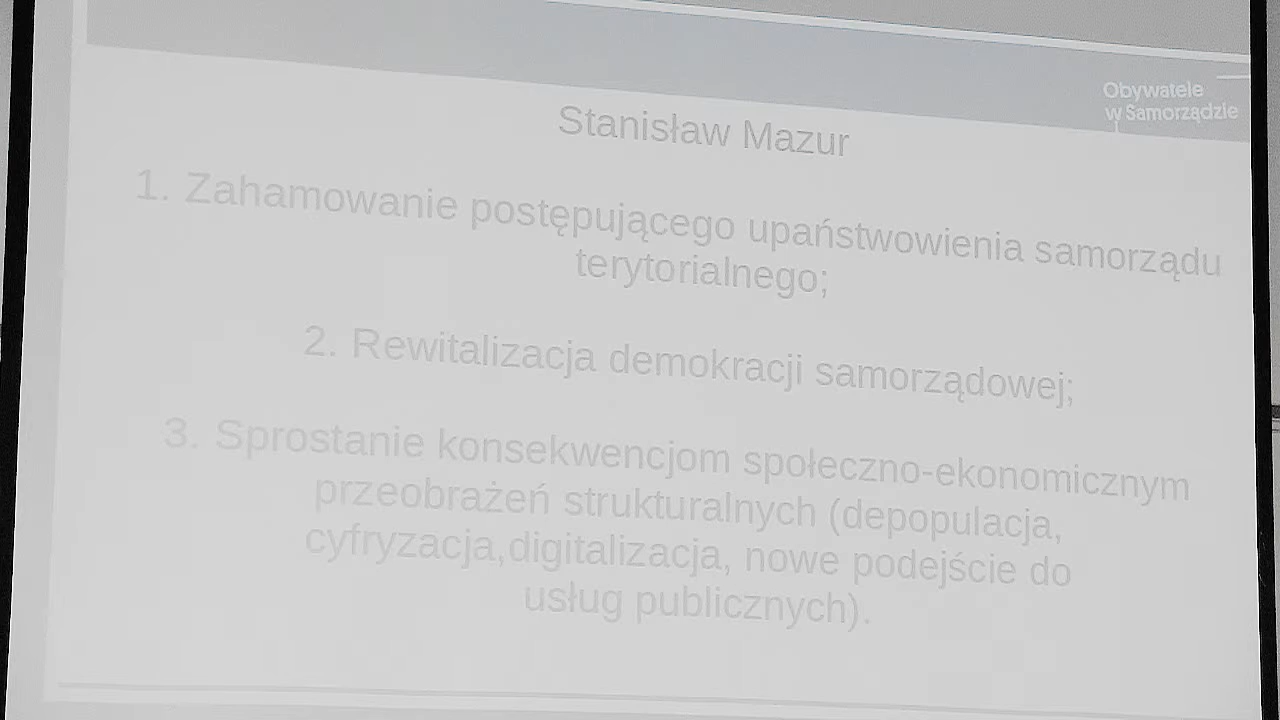 Obywatele
w Samorządzie
Stanisław Mazur
1. Zahamowanie postępującego upaństwowienia samorządu
terytorialnego;
2. Rewitalizacja demokracji samorządowej;
3. Sprostanie konsekwencjom społeczno-ekonomicznym
przeobrażeń strukturalnych (depopulacja,
cyfryzacja,digitalizacja, nowe podejście do
usług publicznych).